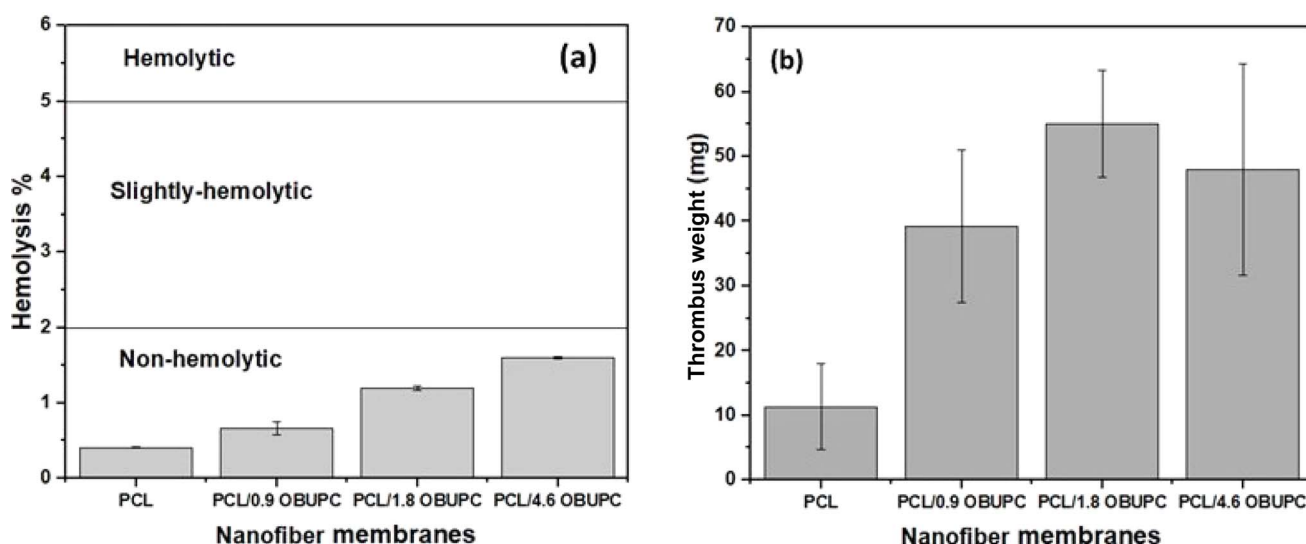 (a)
Hemolysis %
6
5
4
3
2
1
0
Hemolytic
Slightly-hemolytic
Non-hemolytic
PCL PCL/0.9 OBUPC PCL/1.8 OBUPC PCL/4.6 OBUPC
Nanofiber membranes
(b)
Thrombus weight (mg)
70
60
50
40
30
20
10
0
PCL PCL/0.9 OBUPC PCL/1.8 OBUPC PCL/4.6 OBUPC
Nanofiber membranes